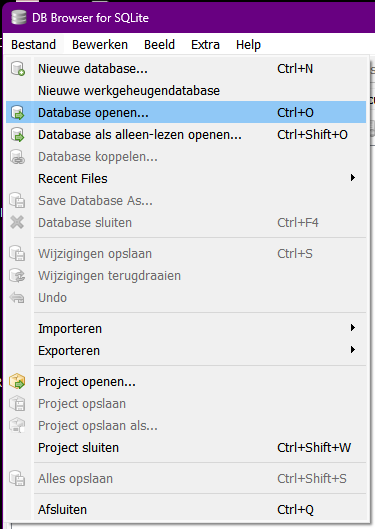 DB Browser for SQLite
Bestand Bewerken Beeld Extra Help
Nieuwe database... Ctrl+N
Nieuwe werkgeheugendatabase
Database openen... Ctrl+O
Database als alleen-lezen openen... Ctrl+Shift+O
Database koppelen...
Recent Files
Save Database As...
Database sluiten Ctrl+F4
Wijzigingen opslaan Ctrl+S
Wijzigingen terugdraaien
Undo
Importeren
Exporteren
Project openen...
Project opslaan
Project opslaan als...
Project sluiten Ctrl+Shift+W
Alles opslaan Ctrl+Shift+S
Afsluiten Ctrl+Q